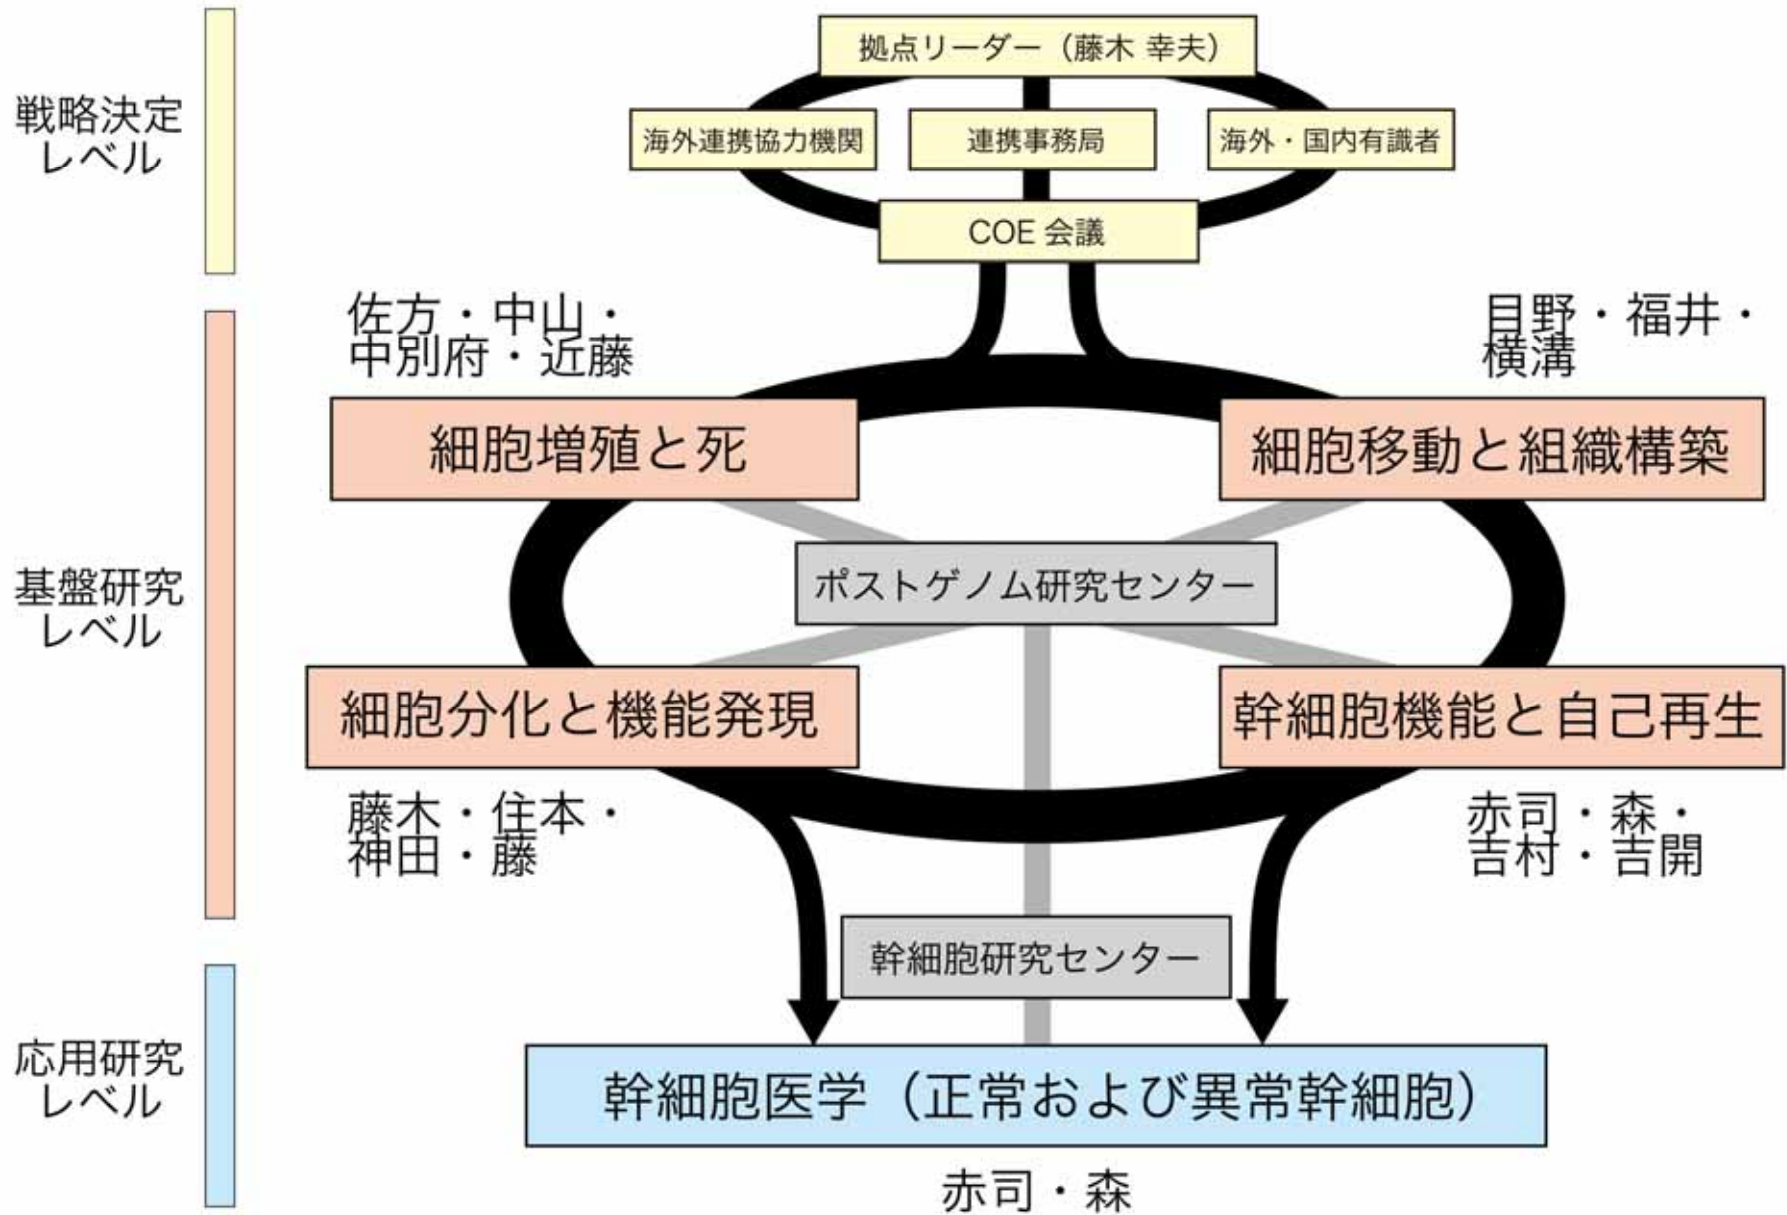 戦略決定
レベル
拠点リーダー（藤木 幸夫）
海外連携協力機関
連携事務局
海外・国内有識者
COE 会議
基盤研究
レベル
佐方・中山・
中別府・近藤
目野・福井・
横溝
細胞増殖と死
細胞移動と組織構築
ポストゲノム研究センター
細胞分化と機能発現
幹細胞機能と自己再生
藤木・住本・
神田・藤
赤司・森・
吉村・吉開
幹細胞研究センター
応用研究
レベル
幹細胞医学（正常および異常幹細胞）
赤司・森